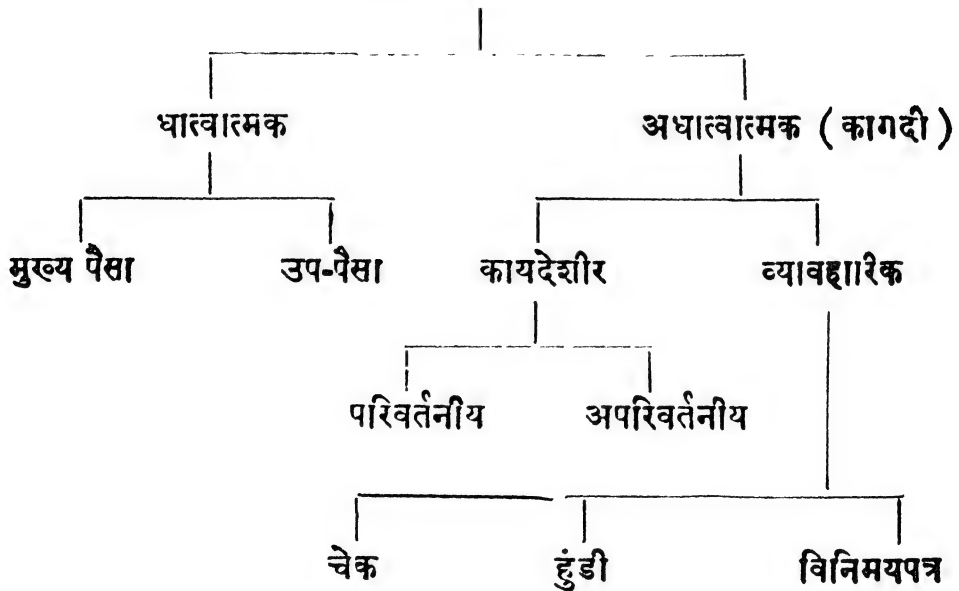 धात्वात्मक अधात्वात्मक ( कागदी )
मुख्य पैसा उप-पैसा कायदेशीर व्यावहारिक
परिवर्तनीय अपरिवर्तनीय
चेक हुंडी विनिमयपत्र